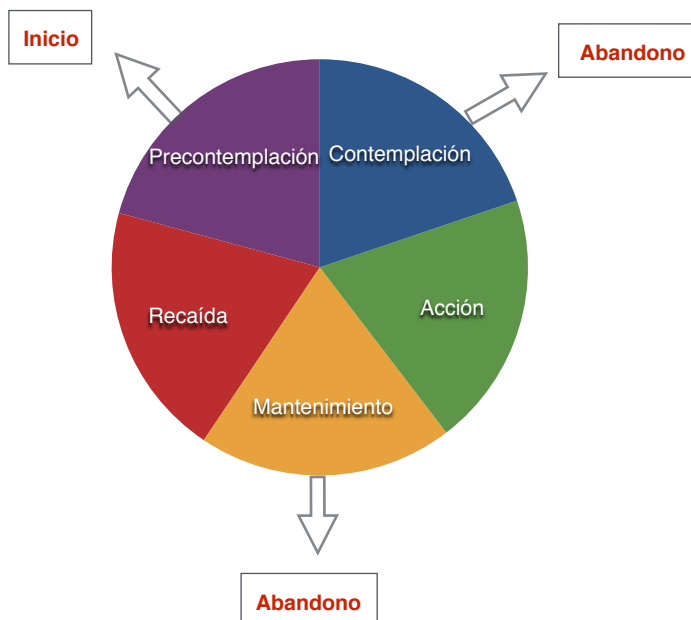 Inicio
Abandono
Precontemplación
Contemplación
Recaída
Acción
Mantenimiento
Abandono